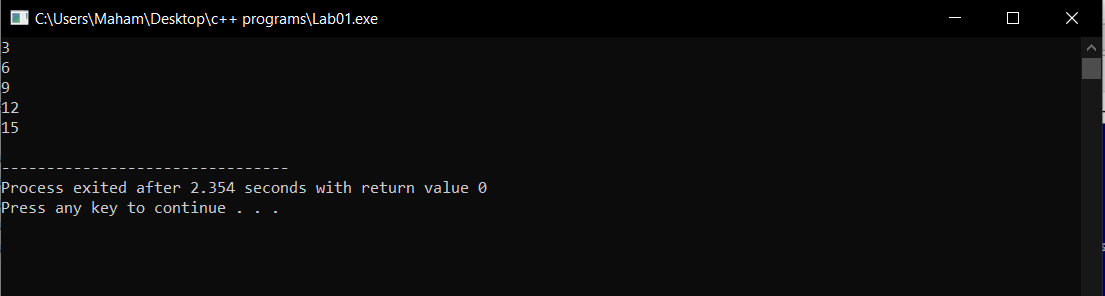 C:\Users\Maham\Desktop\c++ programs\Lab01.exe
3
6
9
12
15
--------------------------------
Process exited after 2.354 seconds with return value 0
Press any key to continue . . .